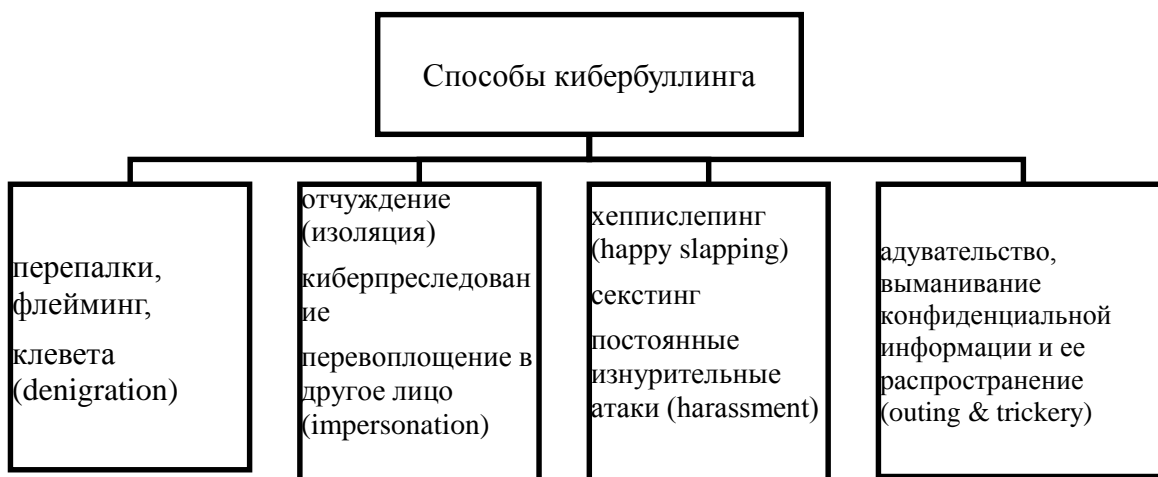 Способы кибербуллинга
перепалки,
флейминг,
клевета
(denigration)
отчуждение
(изоляция)
киберпреследован
ие
перевоплощение в
другое лицо
(impersonation)
хеппислепинг
(happy slapping)
секстинг
постоянные
изнурительные
атаки (harassment)
адувательство,
выманивание
конфиденциальной
информации и ее
распространение
(outing & trickery)